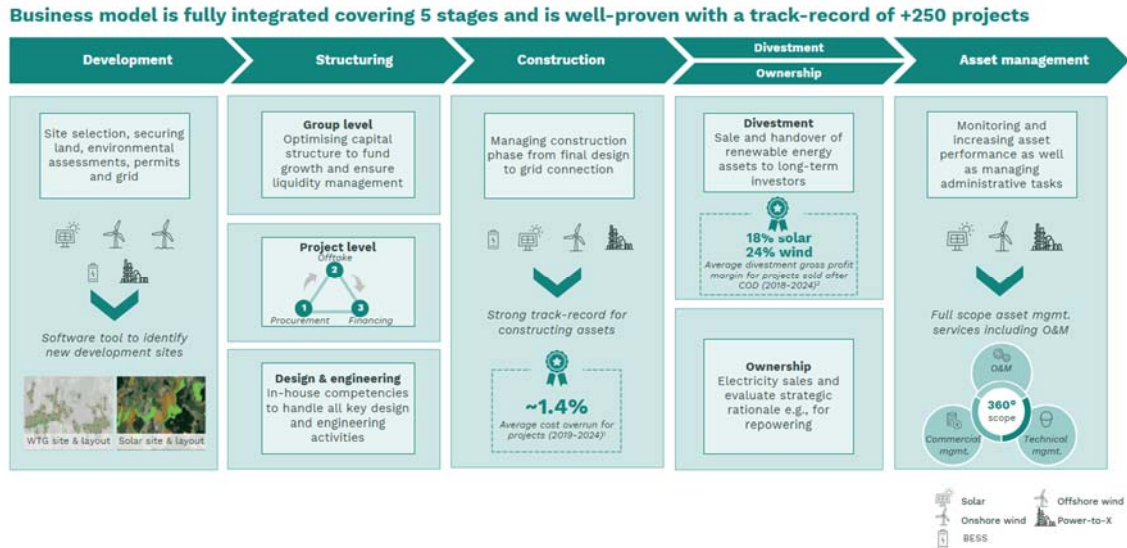 Business model is fully integrated covering 5 stages and is well-proven with a track-record of +250 projects
Development
Structuring
Construction
Divestment
Ownership
Asset management
Site selection, securing
land, environmental
assessments, permits
and grid
Software tool to identify
new development sites
WTG site & layout
Solar site & layout
Group level
Optimising capital
structure to fund
growth and ensure
liquidity management
Project level
Offtake
2
1
3
Procurement
Financing
Design & engineering
In-house competencies
to handle all key design
and engineering
activities
Managing construction
phase from final design
to grid connection
Strong track-record for
constructing assets
~1.4%
Average cost overrun for
projects (2019-2024)¹
Divestment
Sale and handover of
renewable energy
assets to long-term
investors
18% solar
24% wind
Average divestment gross profit
margin for projects sold after
COD (2018-2024)²
Ownership
Electricity sales and
evaluate strategic
rationale e.g., for
repowering
Monitoring and
increasing asset
performance as well
as managing
administrative tasks
Full scope asset mgmt.
services including O&M
O&M
360°
scope
Commercial
mgmt.
Technical
mgmt.
Solar
Offshore wind
Onshore wind
Power-to-X
BESS